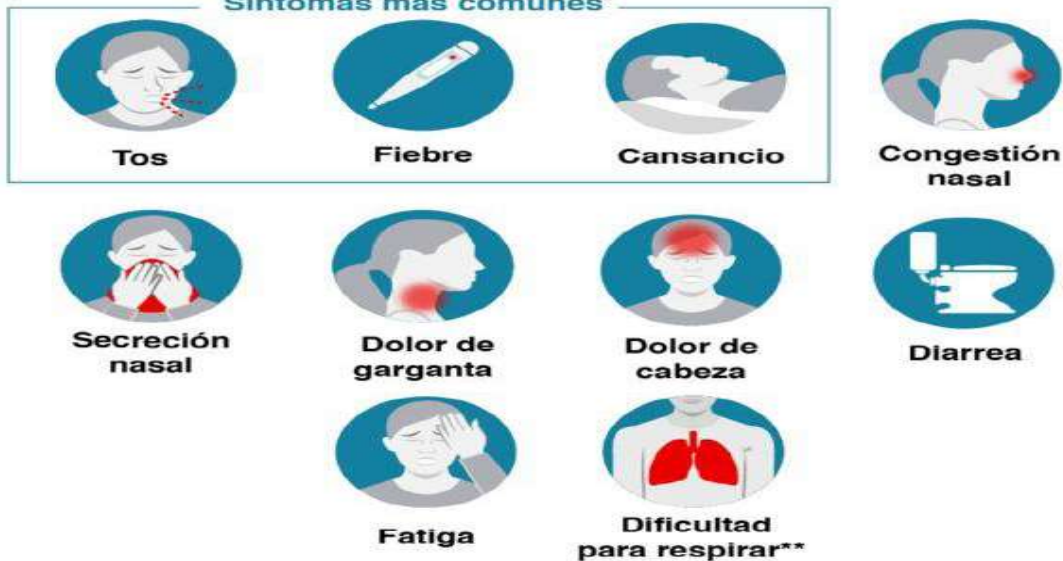 Síntomas más comunes
Tos
Fiebre
Cansancio
Congestión
nasal
Secreción
nasal
Dolor de
garganta
Dolor de
cabeza
Diarrea
Fatiga
Dificultad
para respirar**